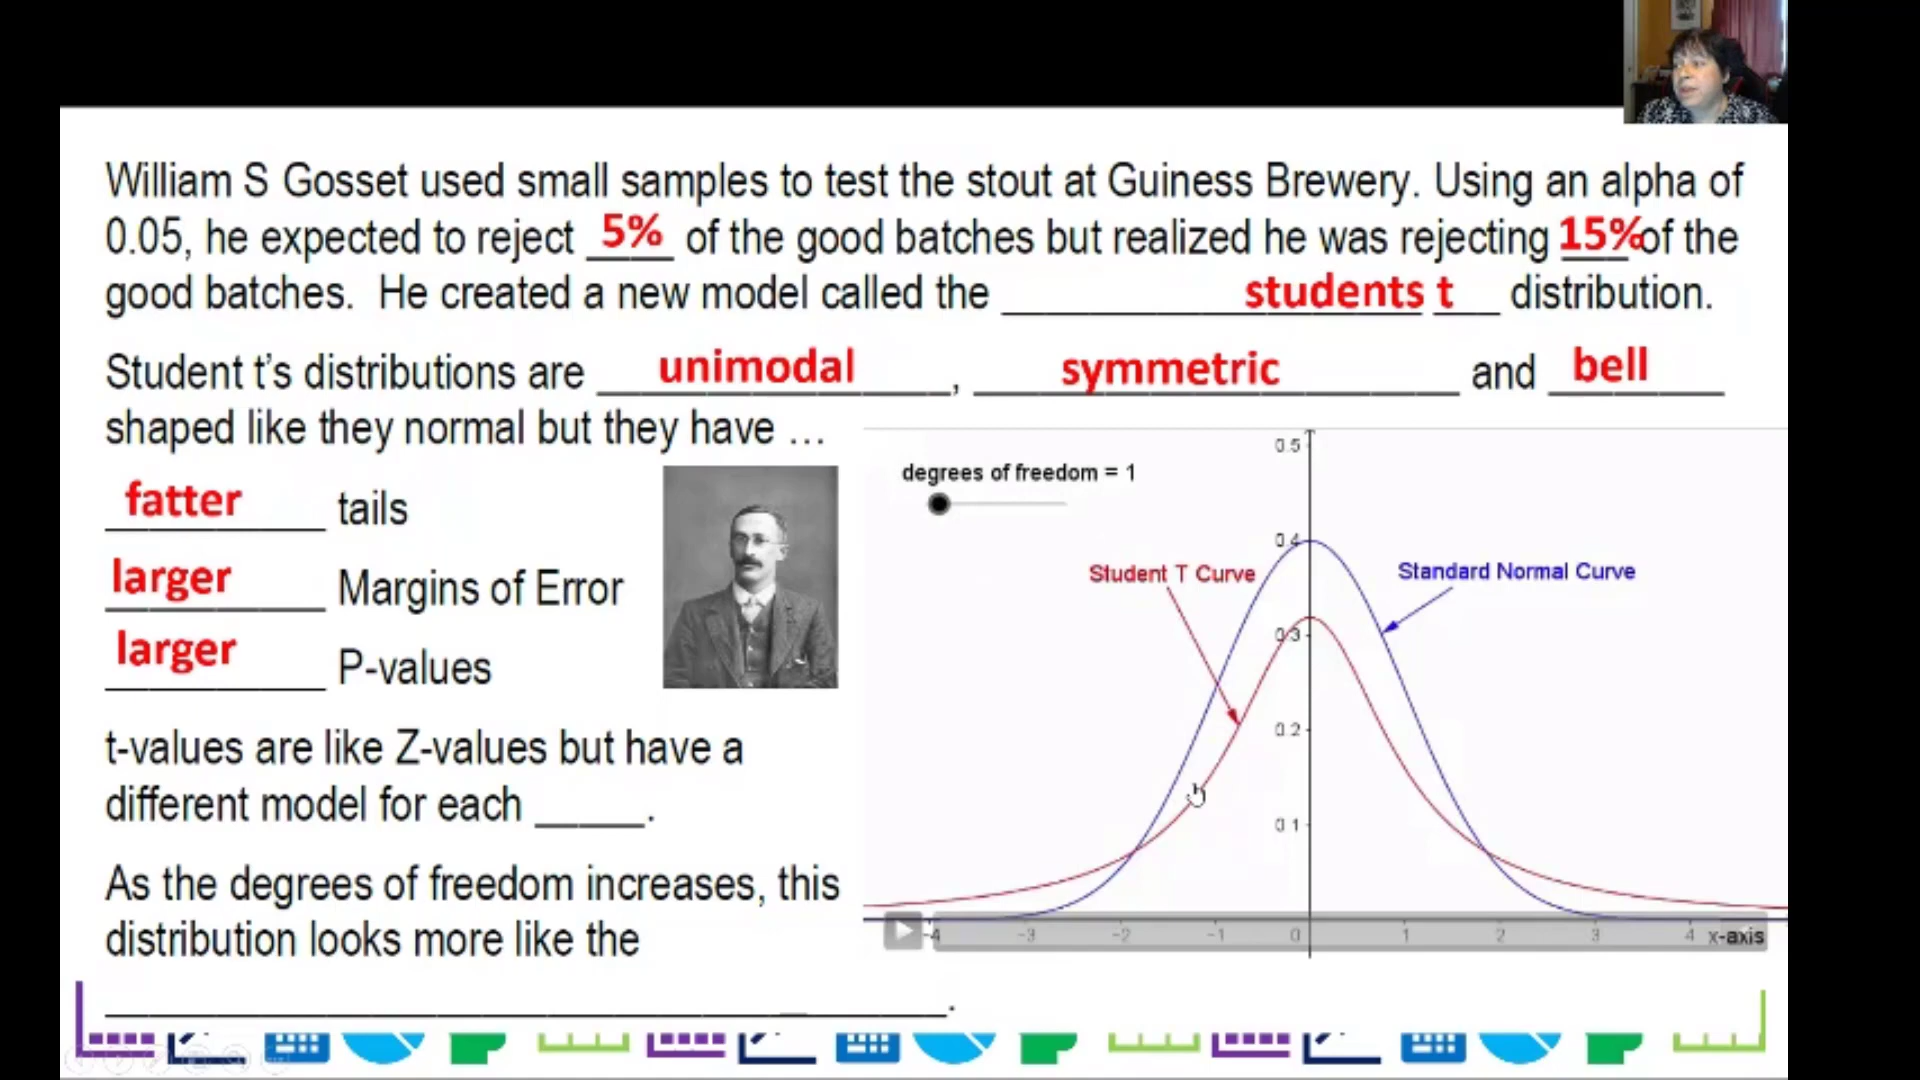 William S Gosset used small samples to test the stout at Guiness Brewery. Using an alpha of
0.05, he expected to reject 5% of the good batches but realized he was rejecting 15% of the
good batches. He created a new model called the students t distribution.
Student t's distributions are unimodal, symmetric and bell
shaped like they normal but they have …
fatter tails
larger Margins of Error
larger P-values
t-values are like Z-values but have a
different model for each _____.
As the degrees of freedom increases, this
distribution looks more like the
____________________.
degrees of freedom = 1
0.5
0.4
Student T Curve
Standard Normal Curve
0.3
0.2
0.1
-4 -3 -2 -1 0 1 2 3 4 x-axis